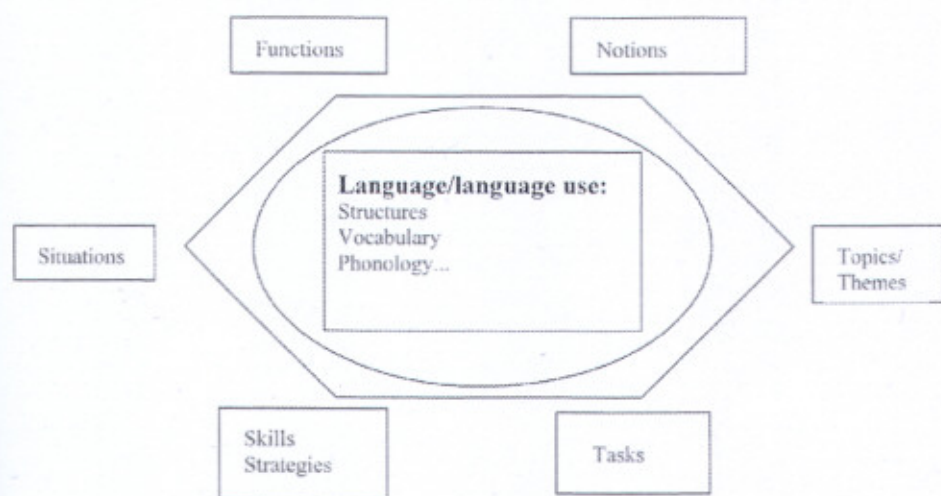 Functions
Notions
Language/language use:
Structures
Vocabulary
Phonology...
Situations
Topics/
Themes
Skills
Strategies
Tasks